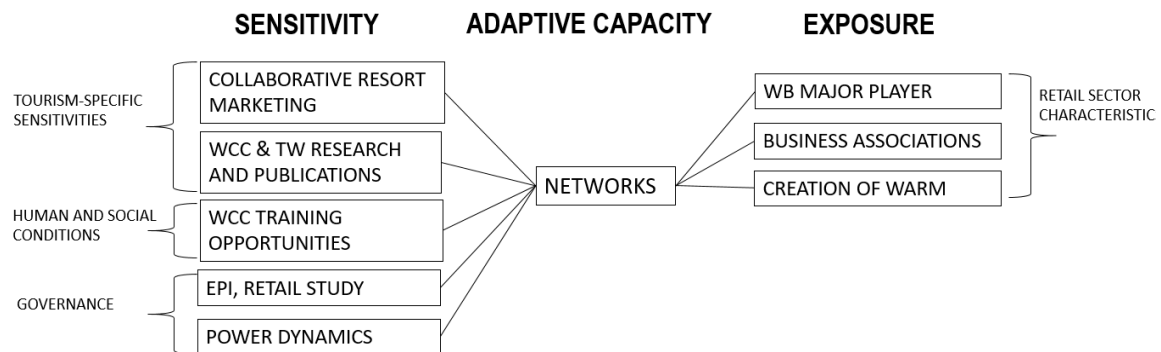 SENSITIVITY
ADAPTIVE CAPACITY
EXPOSURE
TOURISM-SPECIFIC
SENSITIVITIES
COLLABORATIVE RESORT
MARKETING
WCC & TW RESEARCH
AND PUBLICATIONS
HUMAN AND SOCIAL
CONDITIONS
WCC TRAINING
OPPORTUNITIES
GOVERNANCE
EPI, RETAIL STUDY
POWER DYNAMICS
NETWORKS
WB MAJOR PLAYER
BUSINESS ASSOCIATIONS
CREATION OF WARM
RETAIL SECTOR
CHARACTERISTIC